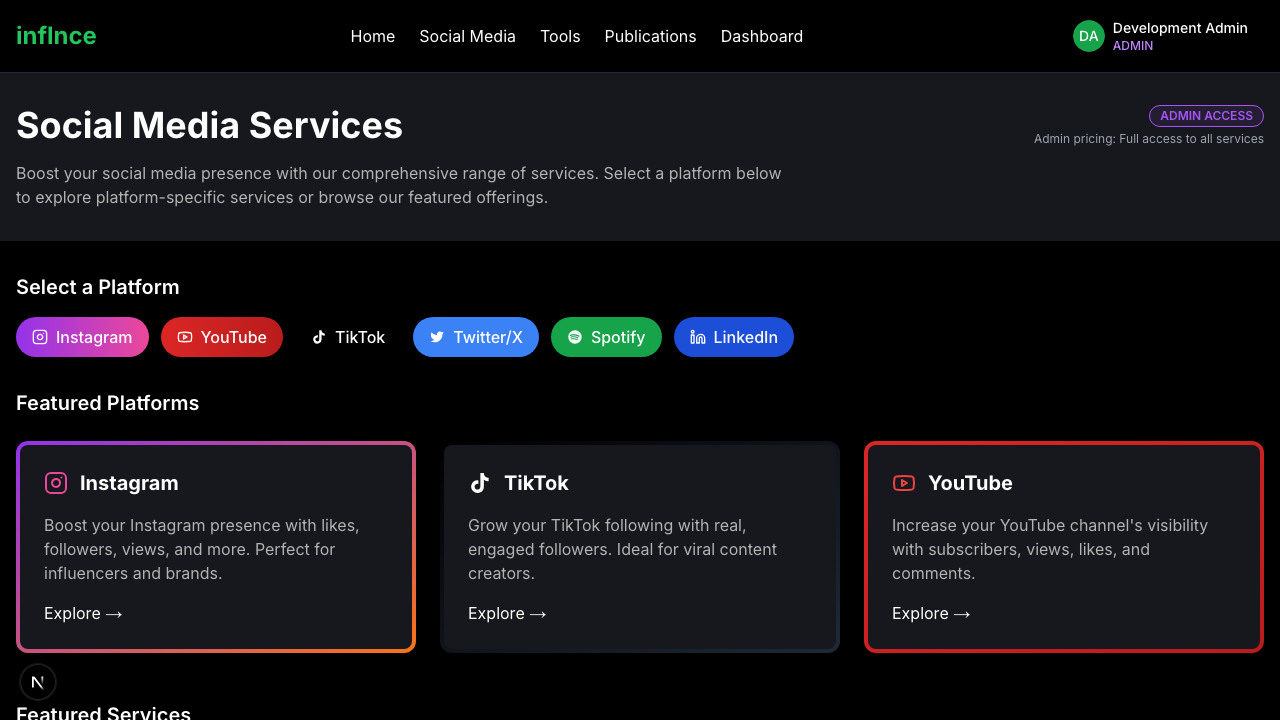 inflnce
Home Social Media Tools Publications Dashboard
DA
Development Admin
ADMIN
Social Media Services
ADMIN ACCESS
Admin pricing: Full access to all services
Boost your social media presence with our comprehensive range of services. Select a platform below
to explore platform-specific services or browse our featured offerings.
Select a Platform
Instagram YouTube TikTok Twitter/X Spotify LinkedIn
Featured Platforms
Instagram
Boost your Instagram presence with likes,
followers, views, and more. Perfect for
influencers and brands.
Explore →
TikTok
Grow your TikTok following with real,
engaged followers. Ideal for viral content
creators.
Explore →
YouTube
Increase your YouTube channel's visibility
with subscribers, views, likes, and
comments.
Explore →
N
Featured Services